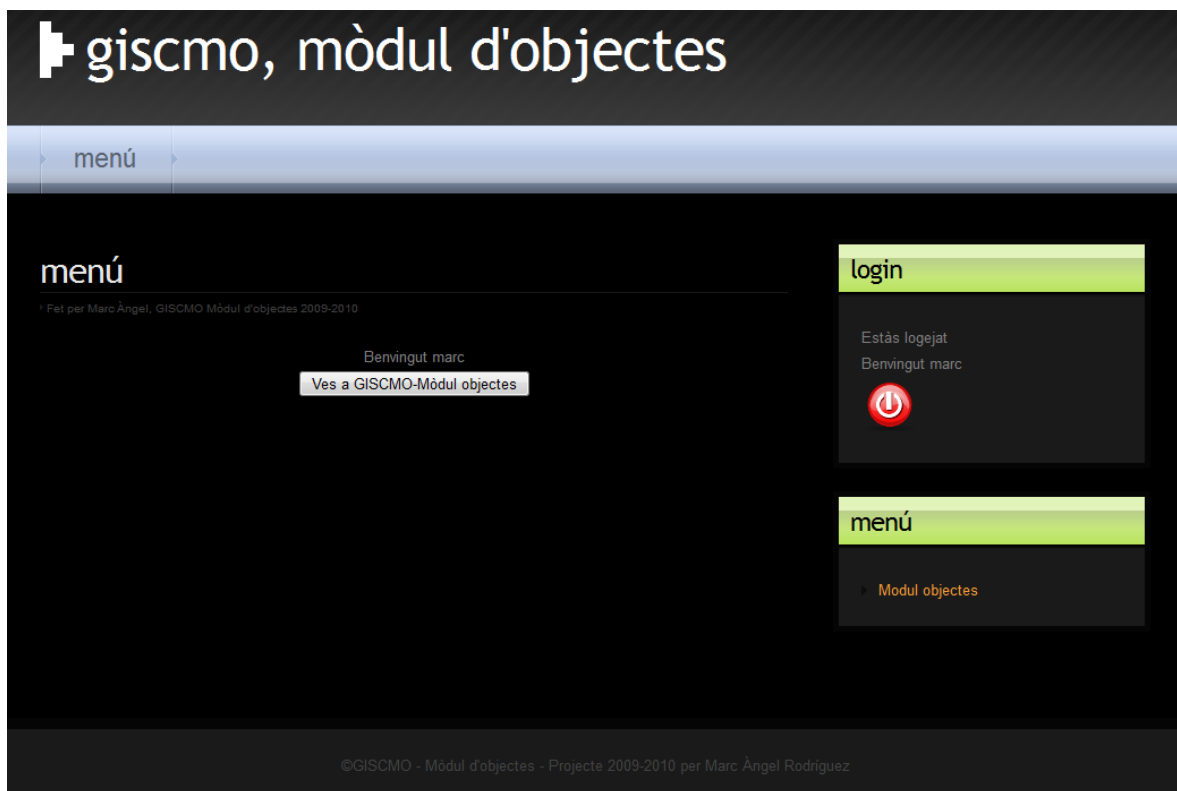 giscmo, mòdul d'objectes
menú
menú
Fet per Marc Àngel, GISCMO Mòdul d'objectes 2009-2010
Benvingut marc
Ves a GISCMO-Mòdul objectes
login
Estàs logejat
Benvingut marc
menú
Modul objectes
©GISCMO - Mòdul d'objectes - Projecte 2009-2010 per Marc Àngel Rodríguez